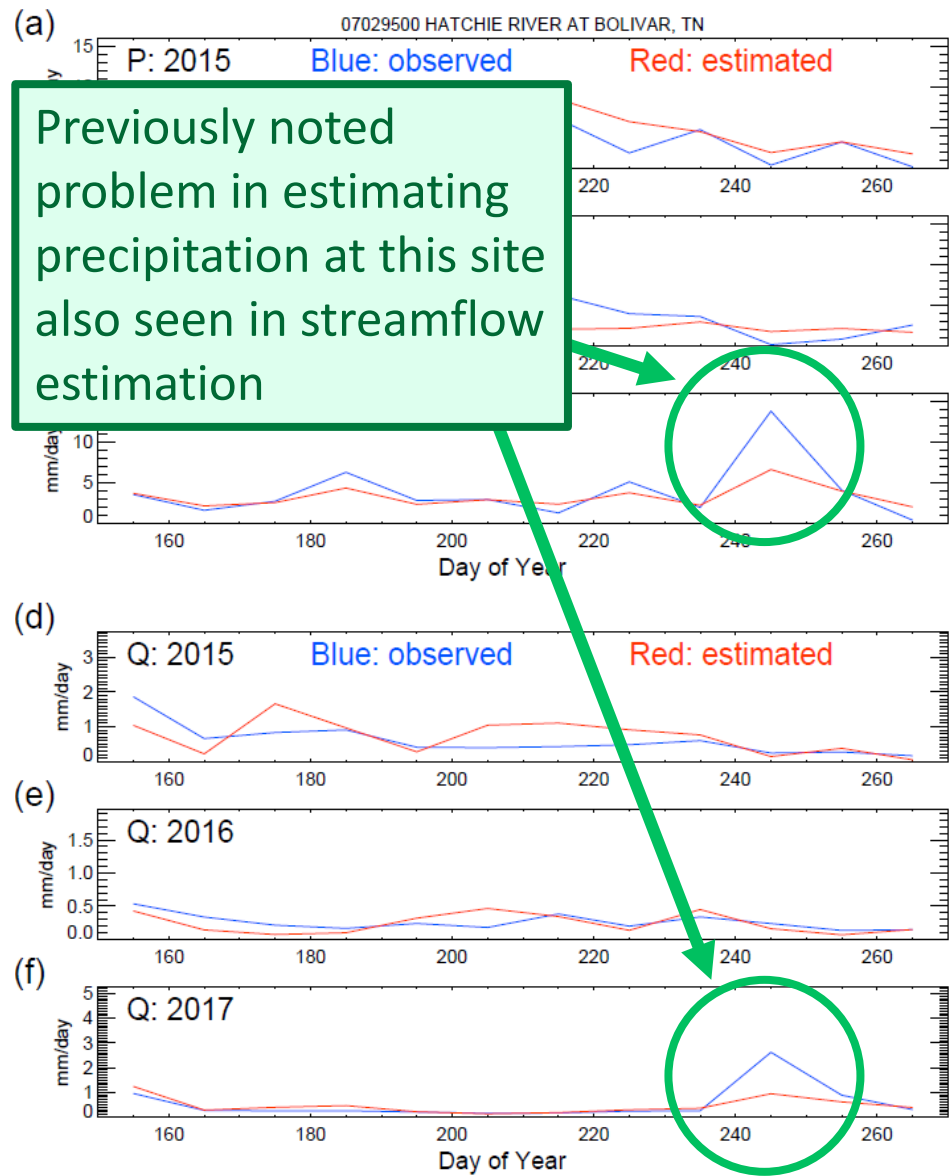 (a)
07029500 HATCHIE RIVER AT BOLIVAR, TN
15
P: 2015 Blue: observed Red: estimated
Previously noted
problem in estimating
precipitation at this site
also seen in streamflow
estimation
220 240 260
220 240 260
mm/day
10
5
0
160 180 200 220 240 260
Day of Year
(d)
Q: 2015 Blue: observed Red: estimated
mm/day
3
2
1
0
160 180 200 220 240 260
(e)
Q: 2016
mm/day
1.5
1.0
0.5
0.0
160 180 200 220 240 260
(f)
Q: 2017
mm/day
5
4
3
2
1
0
160 180 200 220 240 260
Day of Year